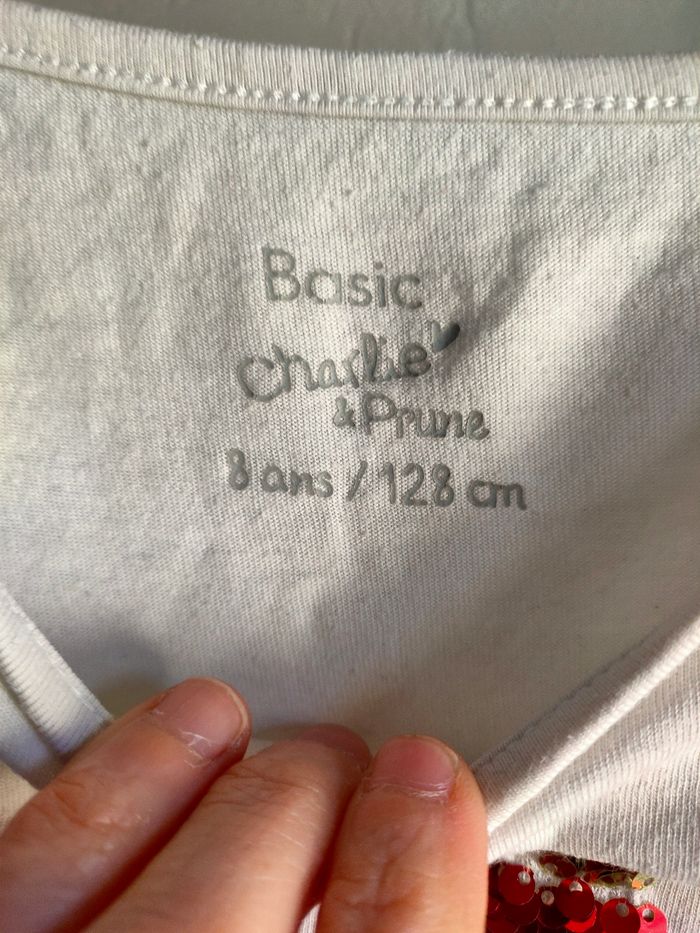 Basic
Charlie
& Prune
8 ans / 128 cm